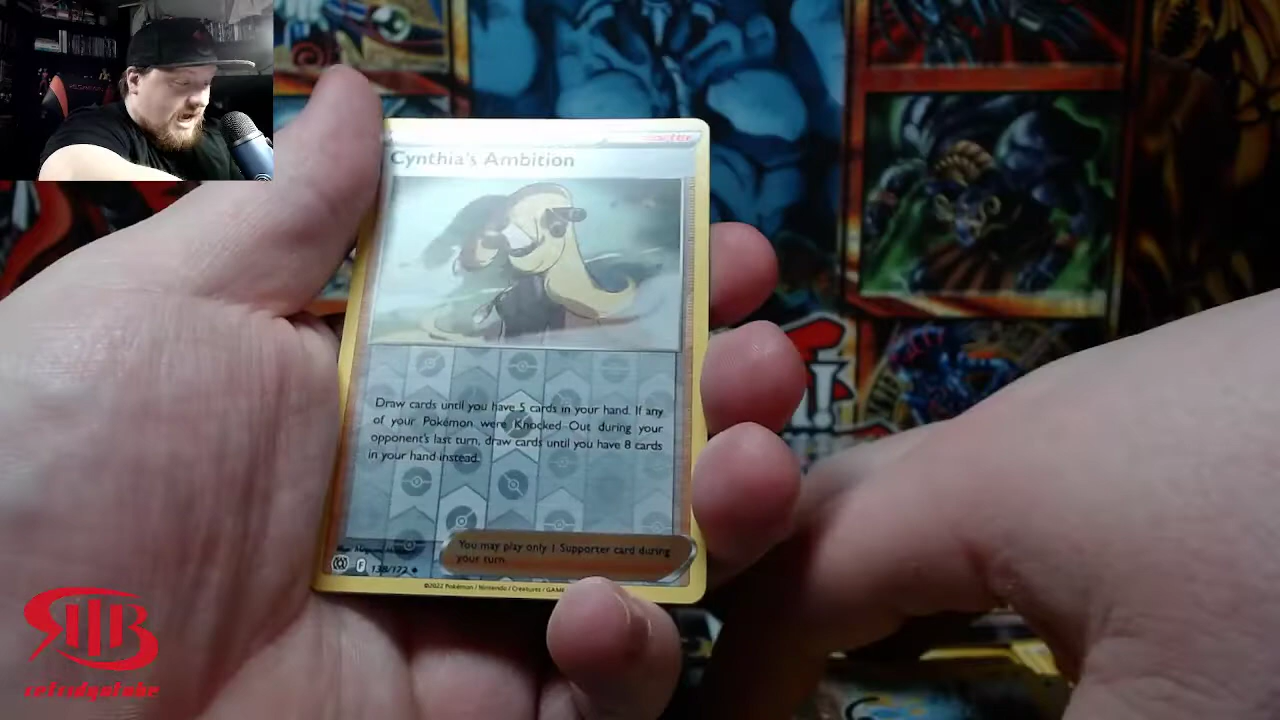 Cynthia's Ambition
Draw cards until you have 5 cards in your hand. If any
of your Pokémon were Knocked Out during your
opponent's last turn, draw cards until you have 8 cards
in your hand instead.
You may play only 1 Supporter card during
your turn.
F 138/172
©2022 Pokémon / Nintendo / Creatures / GAME